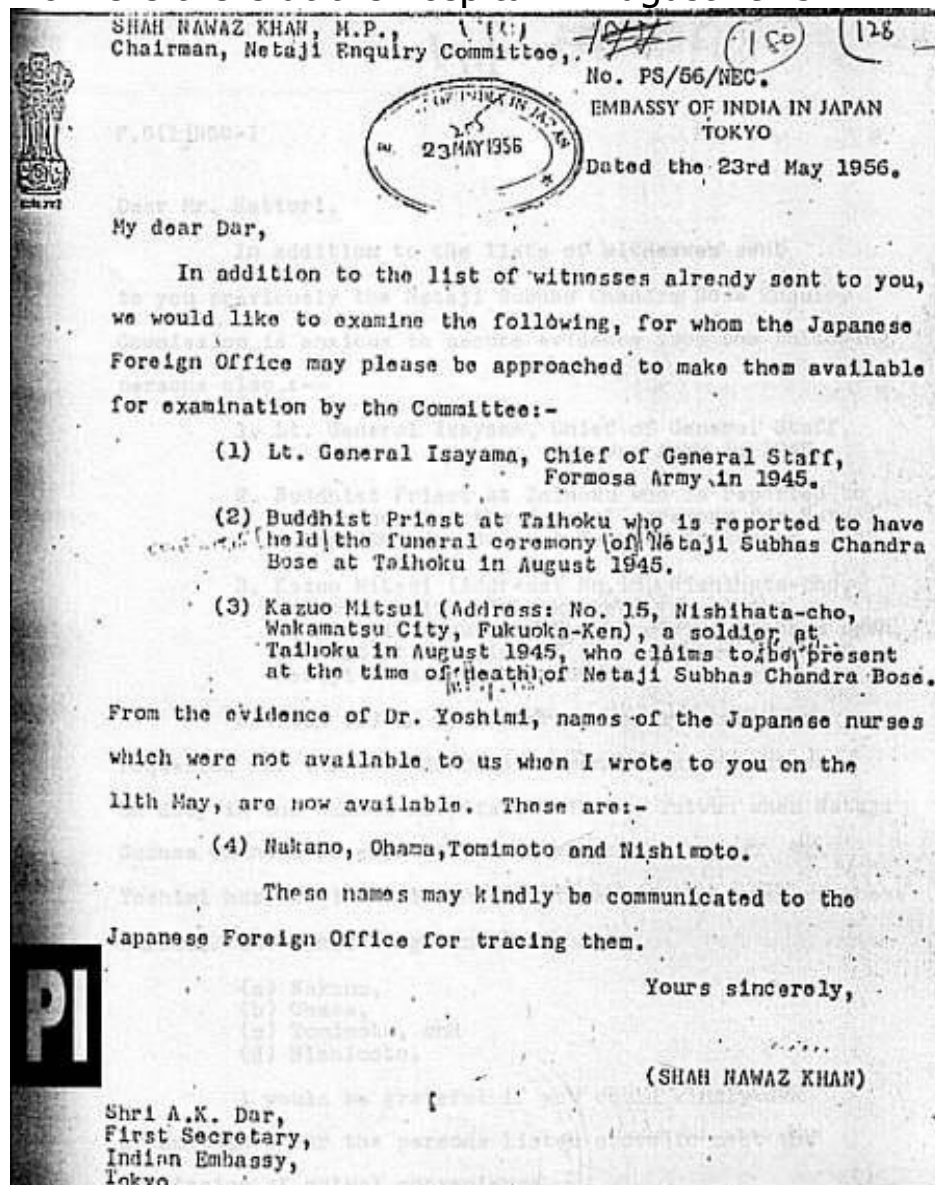 SHAH NAWAZ KHAN, M.P.,
Chairman, Netaji Enquiry Committee,.
(150)
128
No. PS/56/NEC.
EMBASSY OF INDIA IN JAPAN
TOKYO
23 MAY 1956
Dated the 23rd May 1956.
My dear Dar,
In addition to the list of witnesses already sent to you,
we would like to examine the following, for whom the Japanese
Foreign Office may please be approached to make them available
for examination by the Committee:-
(1) Lt. General Isayama, Chief of General Staff,
Formosa Army in 1945.
(2) Buddhist Priest at Taihoku who is reported to have
held the funeral ceremony of Netaji Subhas Chandra
Bose at Taihoku in August 1945.
(3) Kazuo Mitsui (Address: No. 15, Nishihata-cho,
Wakamatsu City, Fukuoka-Ken), a soldier at
Taihoku in August 1945, who claims to be present
at the time of death of Netaji Subhas Chandra Bose.
From the evidence of Dr. Yoshimi, names of the Japanese nurses
which were not available to us when I wrote to you on the
11th May, are now available. These are:-
(4) Nakano, Ohama, Tomimoto and Nishimoto.
These names may kindly be communicated to the
Japanese Foreign Office for tracing them.
PI
Yours sincerely,
(SHAH NAWAZ KHAN)
Shri A.K. Dar,
First Secretary,
Indian Embassy,
Tokyo.